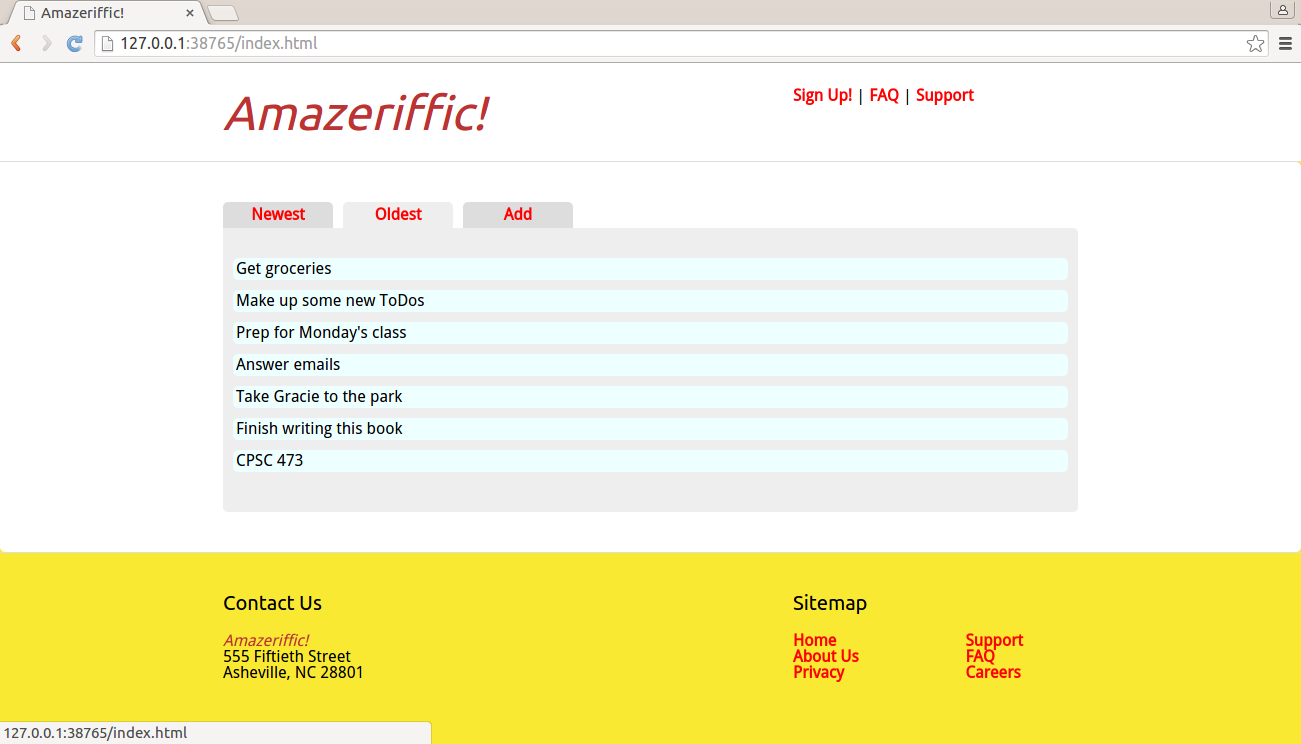 Amazeriffic!
127.0.0.1:38765/index.html
Amazeriffic!
Sign Up! | FAQ | Support
Newest Oldest Add
Get groceries
Make up some new ToDos
Prep for Monday's class
Answer emails
Take Gracie to the park
Finish writing this book
CPSC 473
Contact Us
Amazeriffic!
555 Fiftieth Street
Asheville, NC 28801
Sitemap
Home Support
About Us FAQ
Privacy Careers
127.0.0.1:38765/index.html